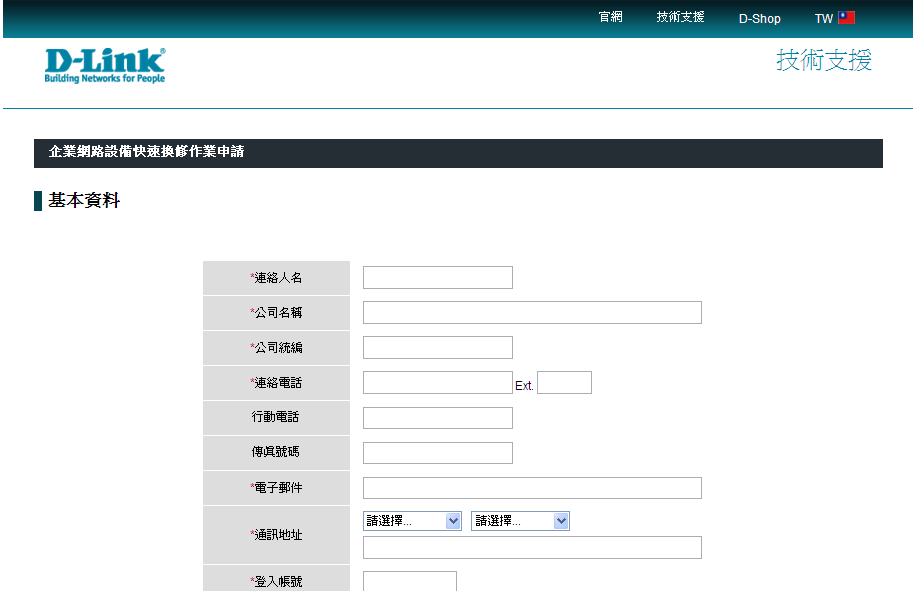 官網 技術支援 D-Shop TW
D-Link®
Building Networks for People
技術支援
企業網路設備快速換修作業申請
基本資料
*連絡人名
*公司名稱
*公司統編
*連絡電話 Ext.
行動電話
傳真號碼
*電子郵件
*通訊地址 請選擇... 請選擇...
*登入帳號